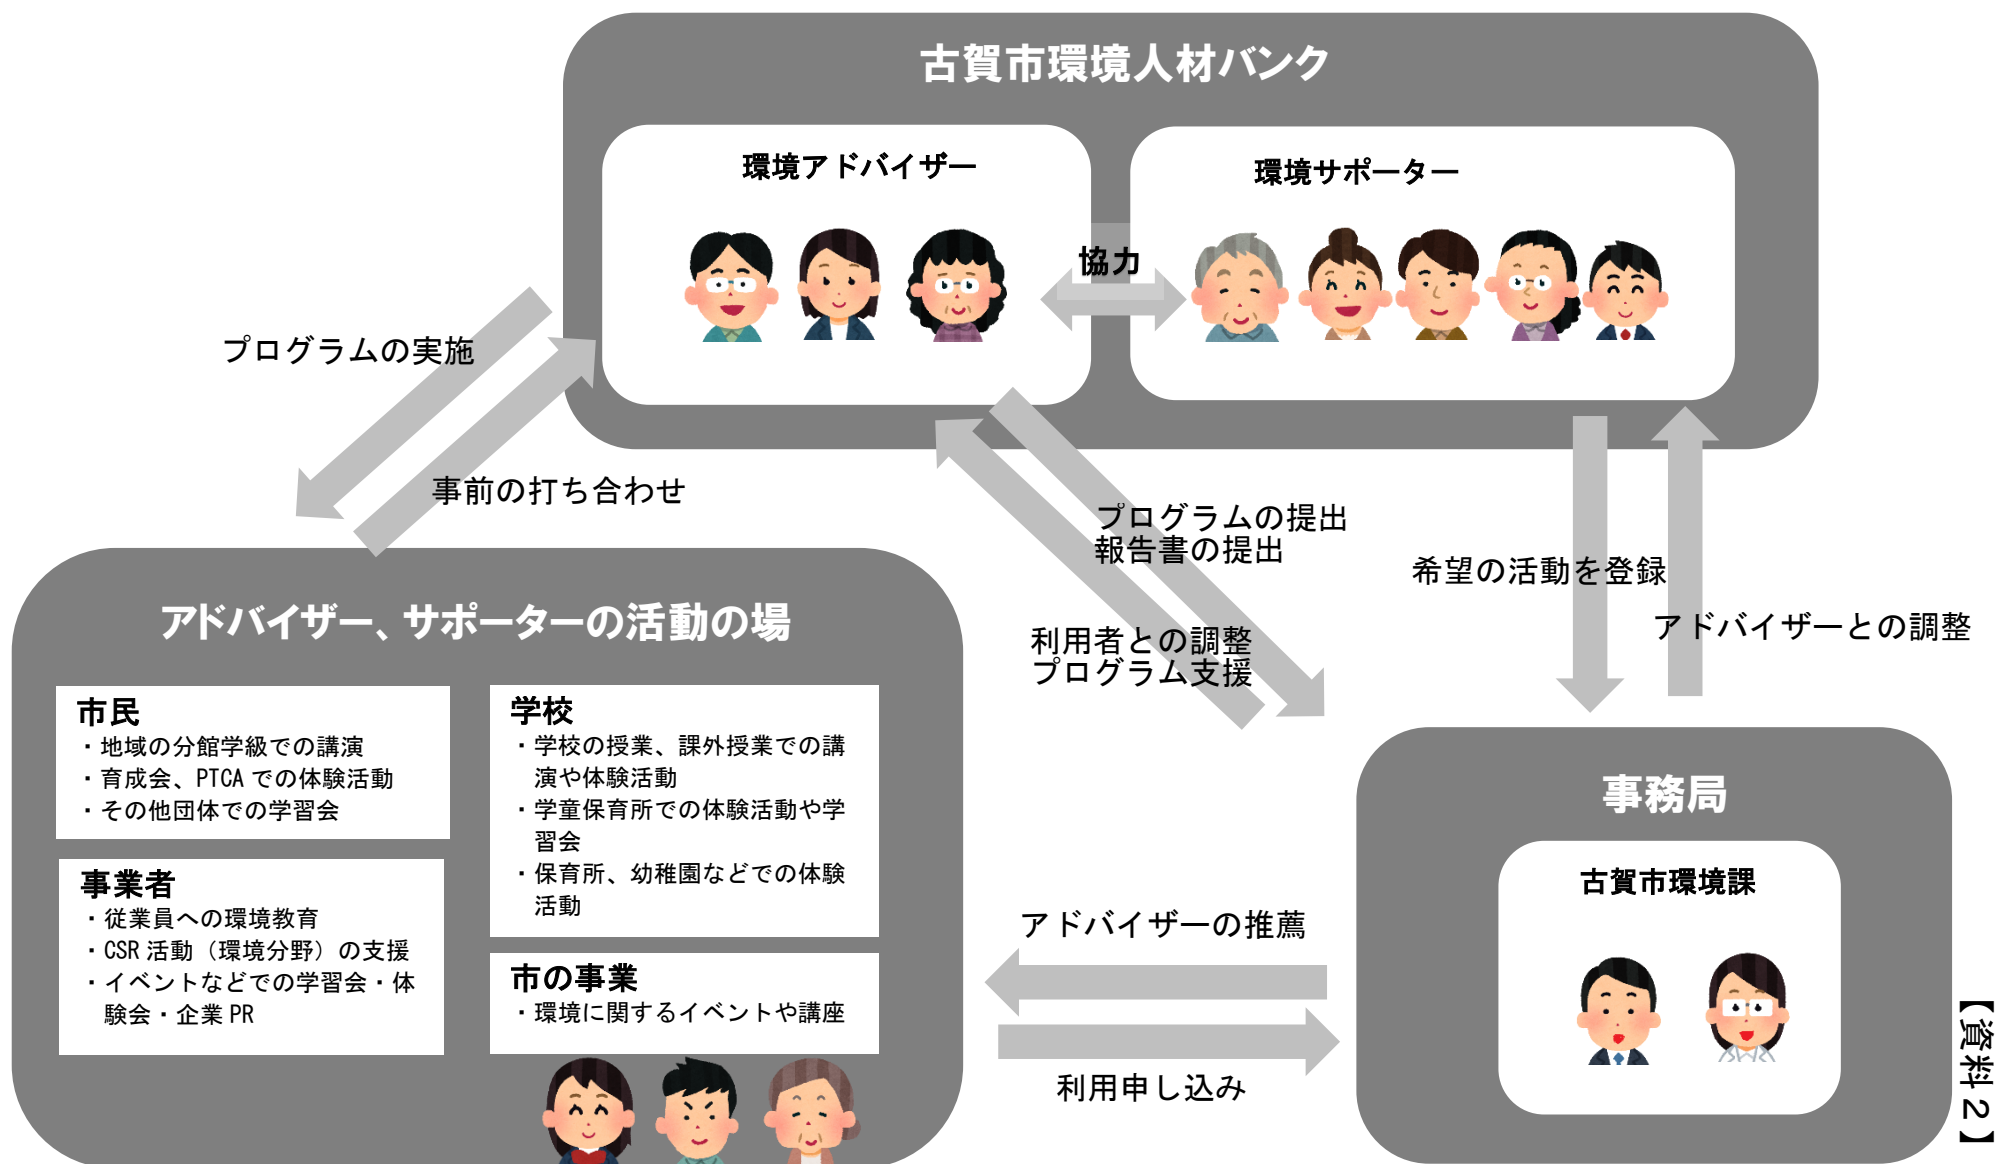 古賀市環境人材バンク
環境アドバイザー
環境サポーター
協力
プログラムの実施
事前の打ち合わせ
プログラムの提出
報告書の提出
利用者との調整
プログラム支援
希望の活動を登録
アドバイザーとの調整
アドバイザー、サポーターの活動の場
市民
・地域の分館学級での講演
・育成会、PTCAでの体験活動
・その他団体での学習会
事業者
・従業員への環境教育
・CSR活動（環境分野）の支援
・イベントなどでの学習会・体
験会・企業PR
学校
・学校の授業、課外授業での講
演や体験活動
・学童保育所での体験活動や学
習会
・保育所、幼稚園などでの体験
活動
市の事業
・環境に関するイベントや講座
アドバイザーの推薦
利用申し込み
事務局
古賀市環境課
【資料２】